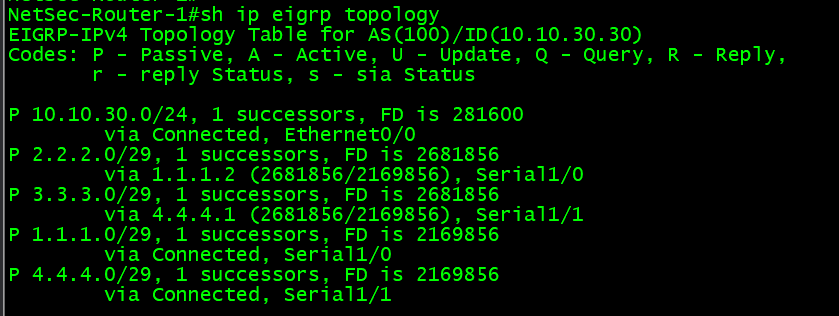 NetSec-Router-1#sh ip eigrp topology
EIGRP-IPv4 Topology Table for AS(100)/ID(10.10.30.30)
Codes: P - Passive, A - Active, U - Update, Q - Query, R - Reply,
r - reply Status, s - sia Status
P 10.10.30.0/24, 1 successors, FD is 281600
via Connected, Ethernet0/0
P 2.2.2.0/29, 1 successors, FD is 2681856
via 1.1.1.2 (2681856/2169856), Serial1/0
P 3.3.3.0/29, 1 successors, FD is 2681856
via 4.4.4.1 (2681856/2169856), Serial1/1
P 1.1.1.0/29, 1 successors, FD is 2169856
via Connected, Serial1/0
P 4.4.4.0/29, 1 successors, FD is 2169856
via Connected, Serial1/1